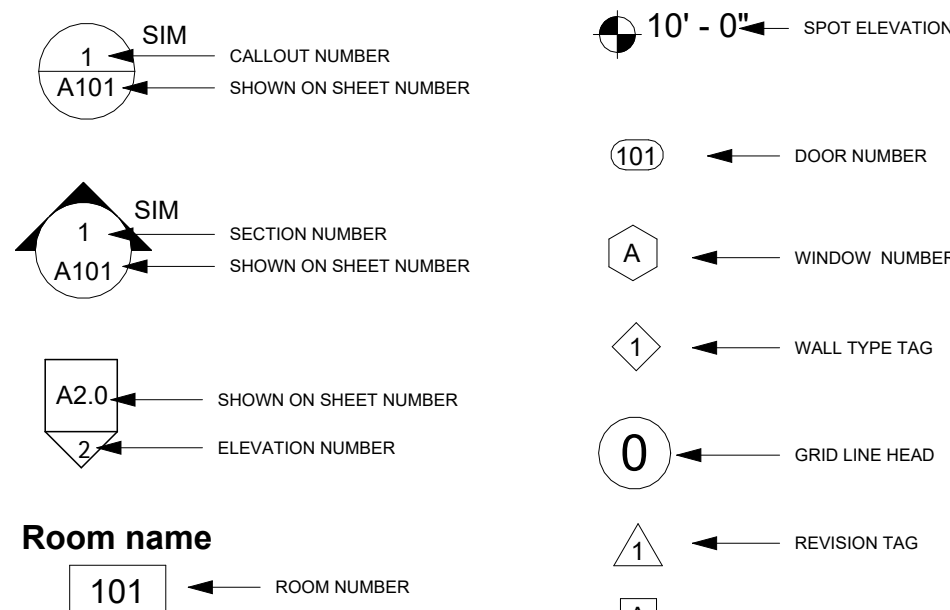 SIM
1
CALLOUT NUMBER
A101
SHOWN ON SHEET NUMBER
SIM
1
SECTION NUMBER
A101
SHOWN ON SHEET NUMBER
A2.0
SHOWN ON SHEET NUMBER
2
ELEVATION NUMBER
Room name
101
ROOM NUMBER
10' - 0"
SPOT ELEVATION
101
DOOR NUMBER
A
WINDOW NUMBER
1
WALL TYPE TAG
0
GRID LINE HEAD
1
REVISION TAG
A